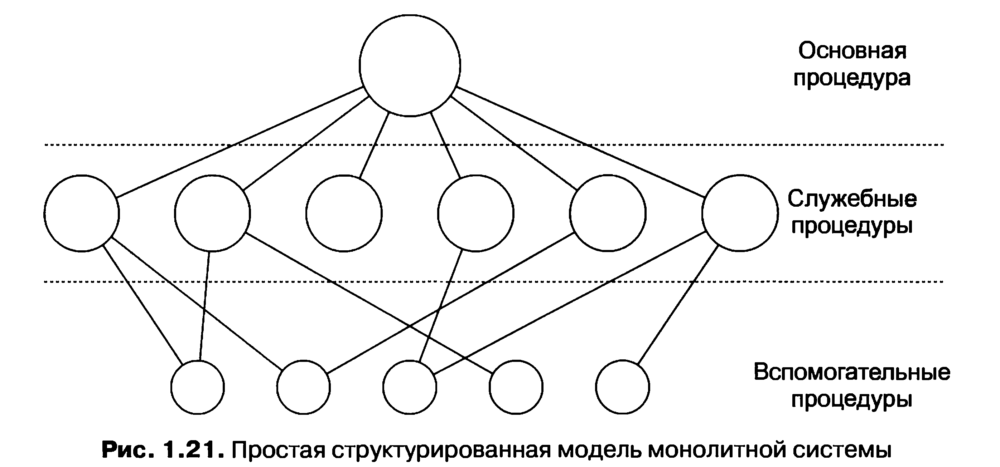 Основная
процедура
Служебные
процедуры
Вспомогательные
процедуры
Рис. 1.21. Простая структурированная модель монолитной системы